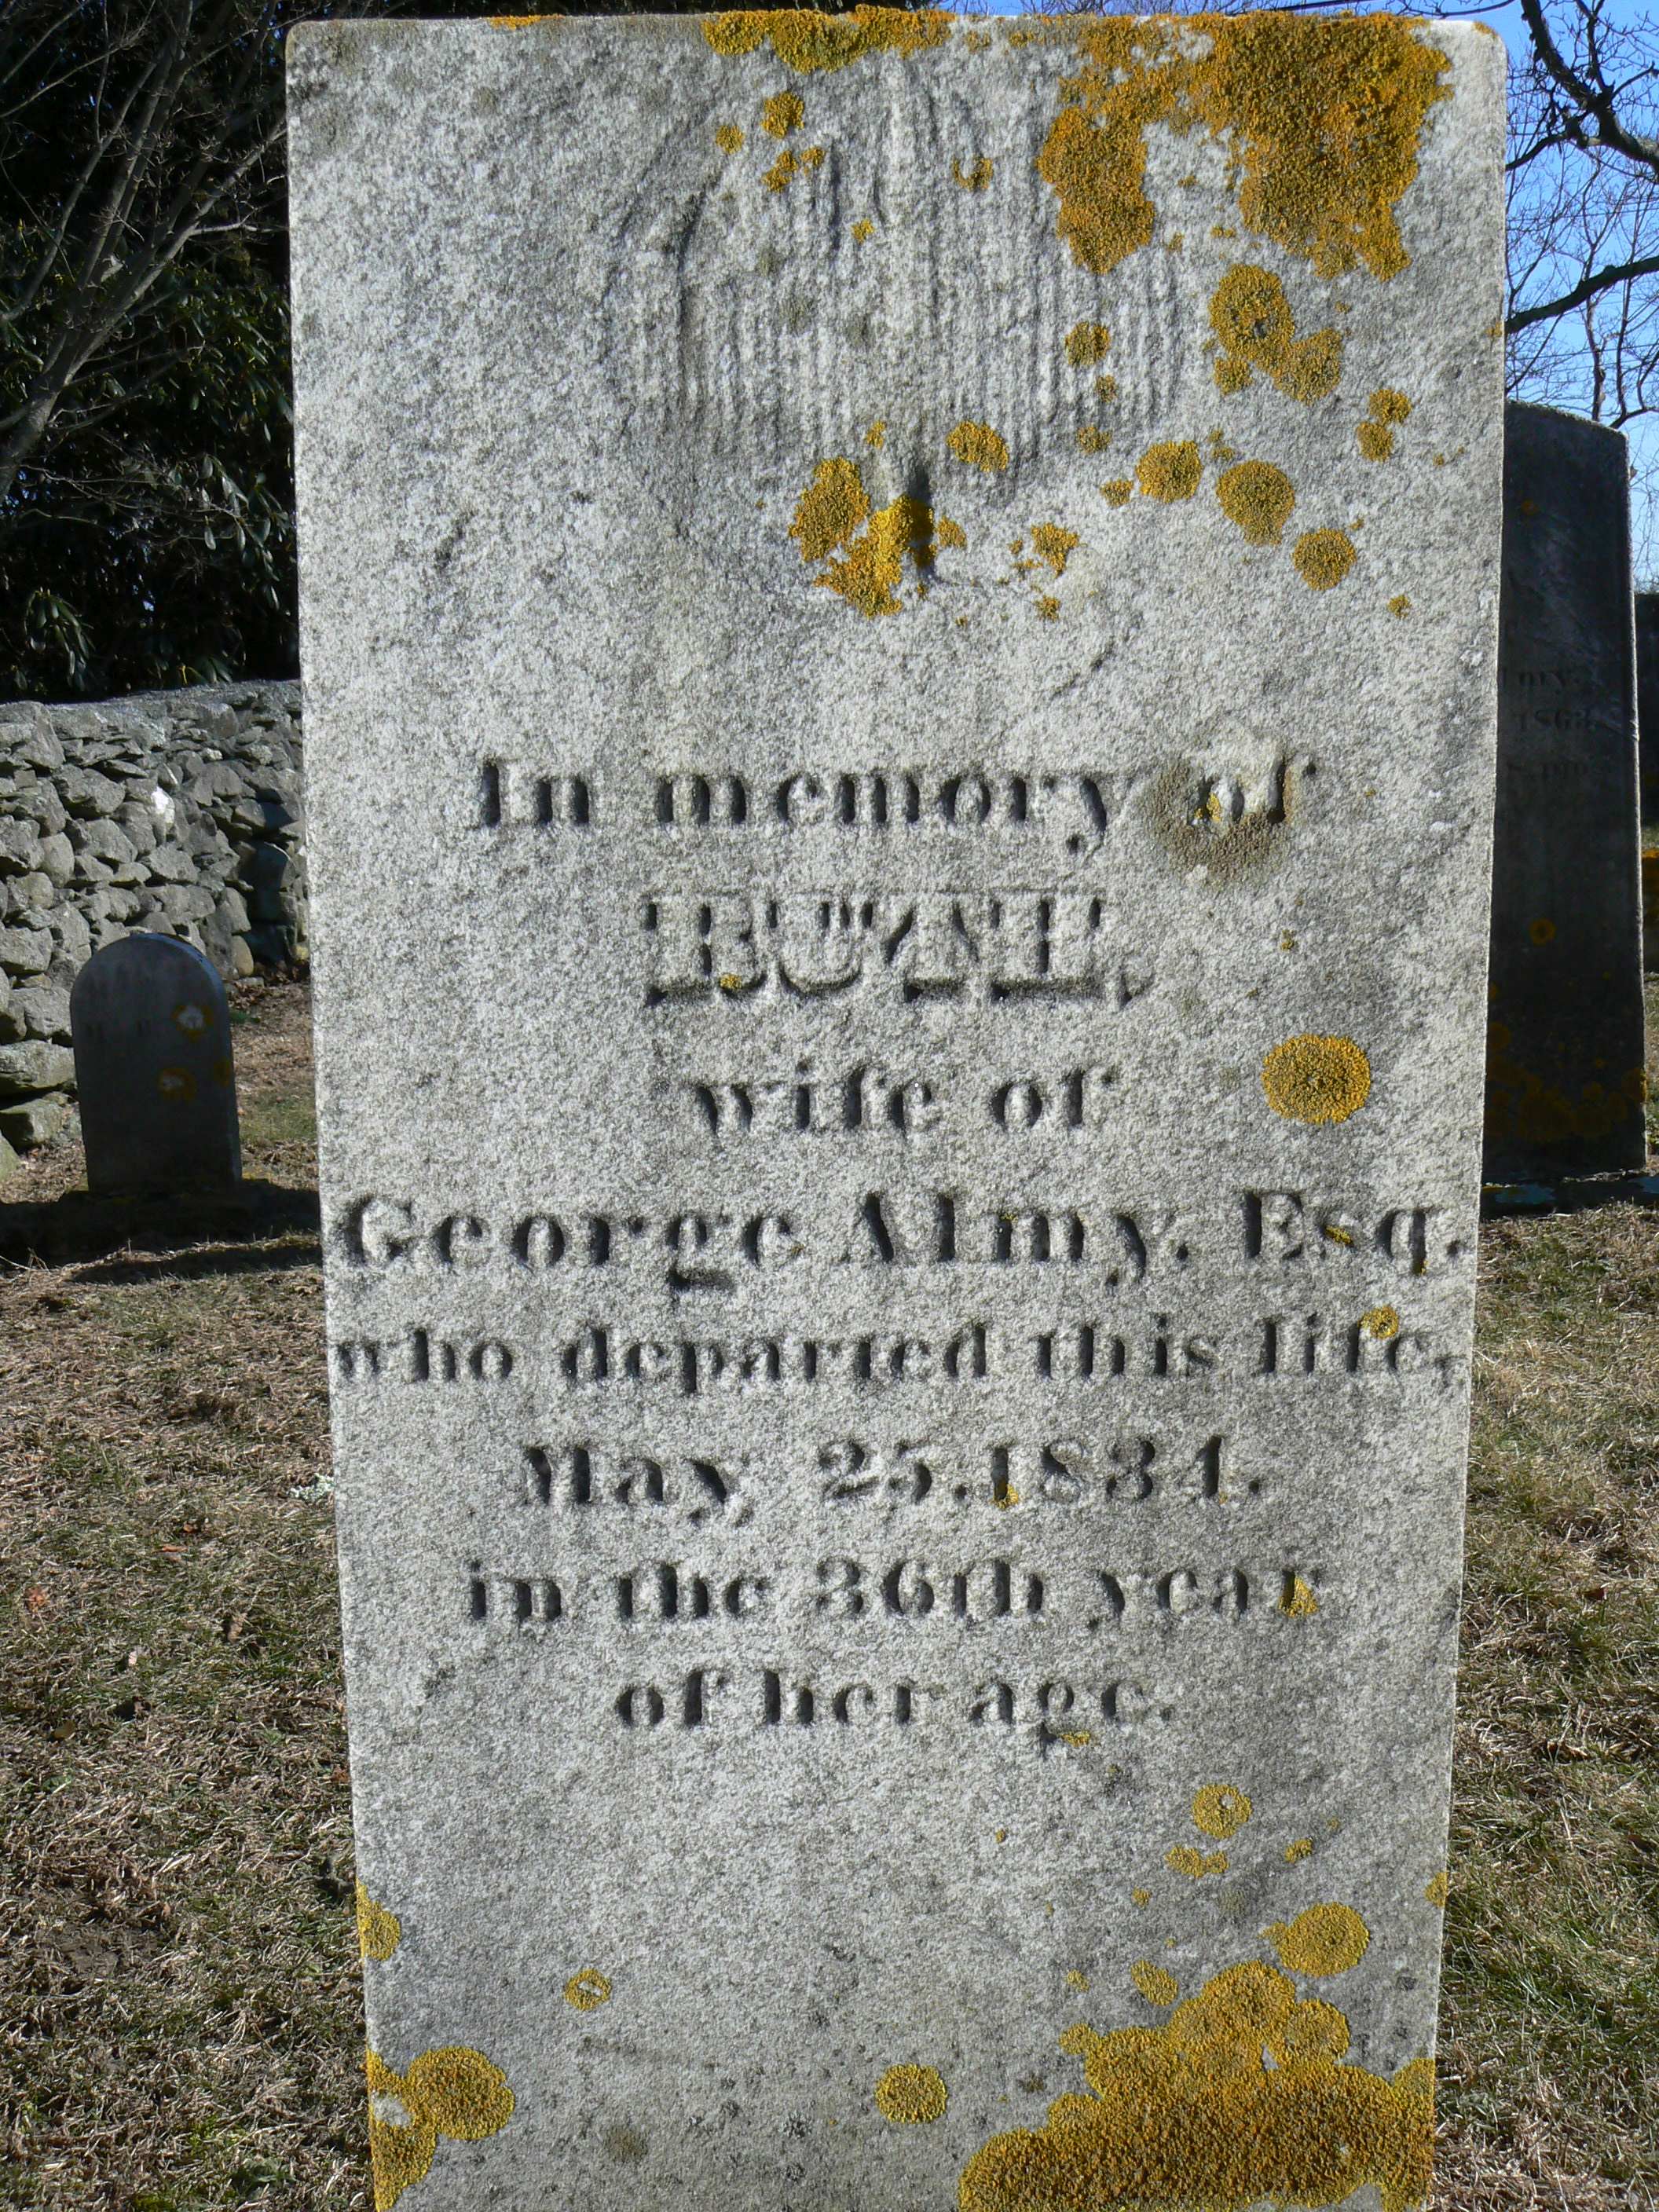 In memory of
RUTH,
wife of
George Almy, Esq.
who departed this life,
May 25, 1834.
in the 36th year
of her age.